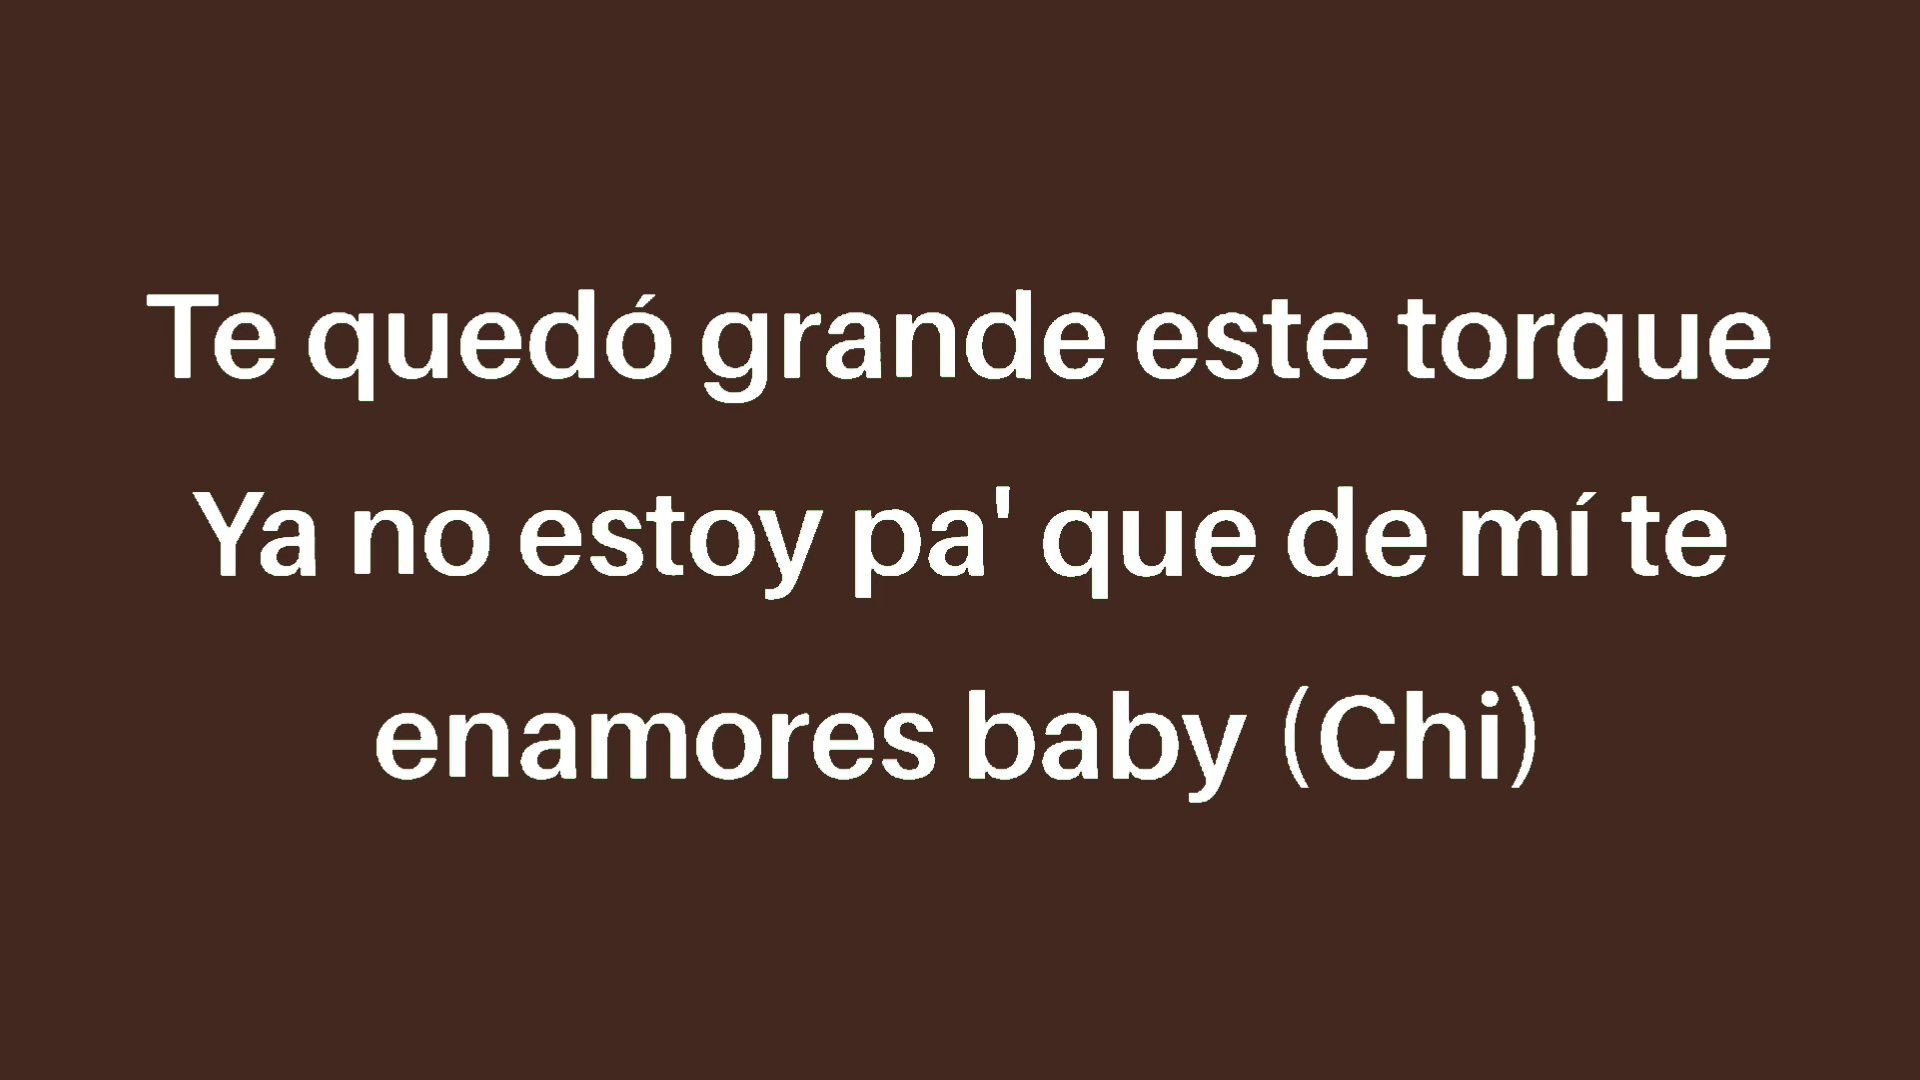 Te quedó grande este torque
Ya no estoy pa' que de mí te
enamores baby (Chi)